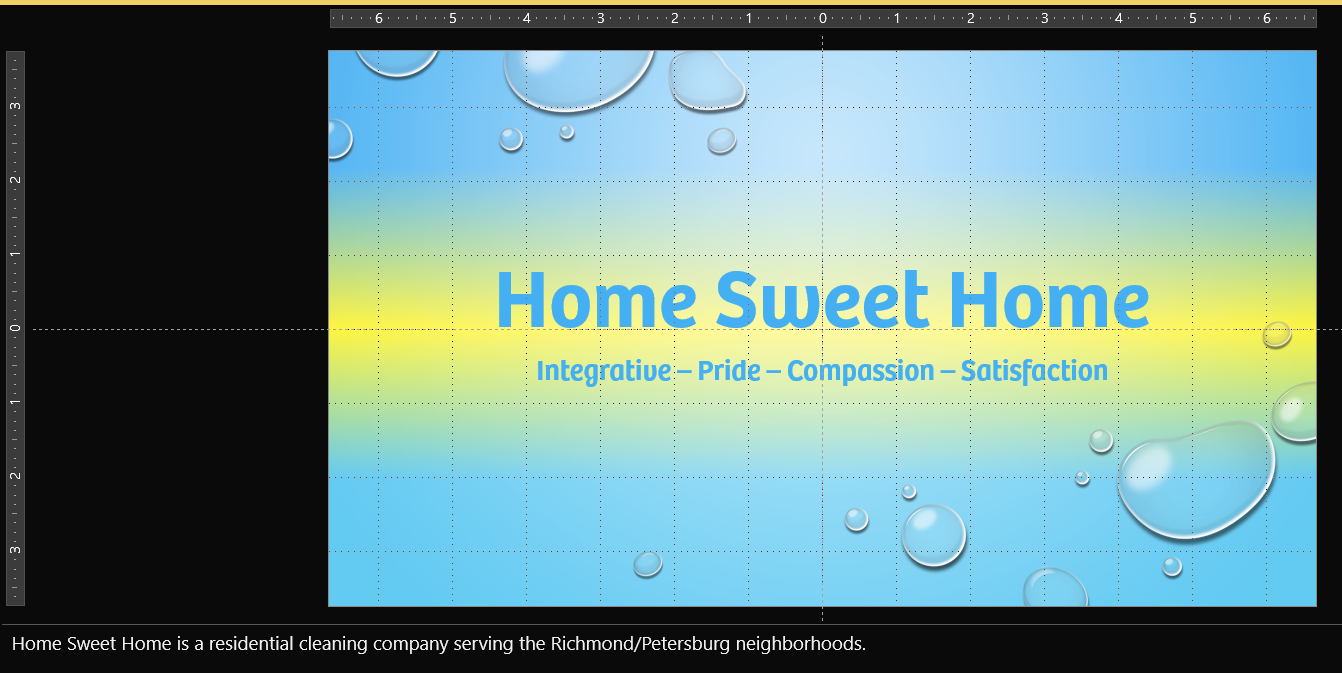 6 5 4 3 2 1 0 1 2 3 4 5 6
3
2
1
0
1
2
3
Home Sweet Home
Integrative – Pride – Compassion – Satisfaction
Home Sweet Home is a residential cleaning company serving the Richmond/Petersburg neighborhoods.